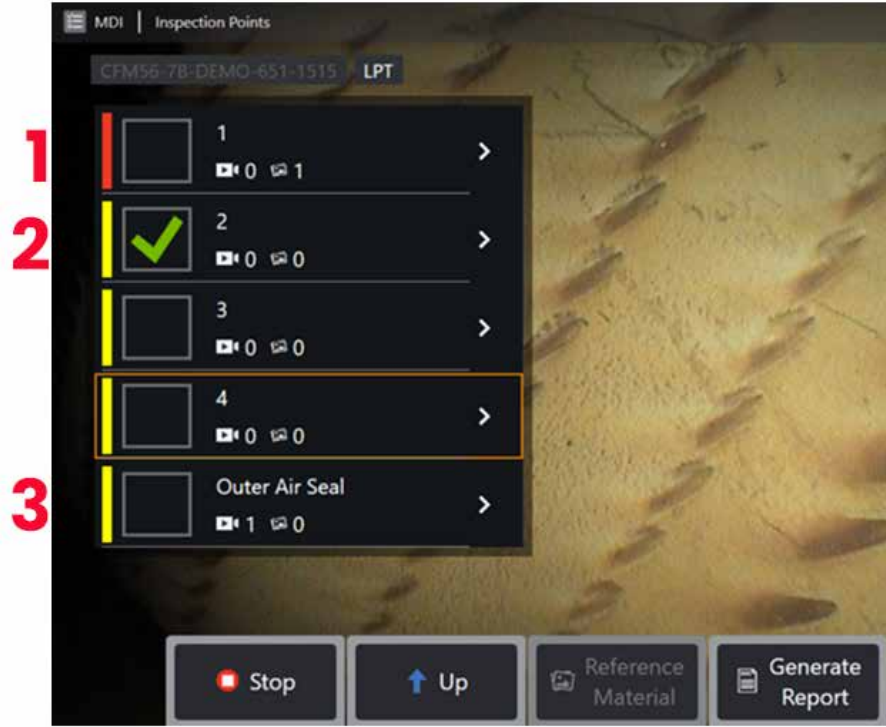 MDI | Inspection Points
CFM56-7B-DEMO-651-1515 LPT
1
1
0 1
2
2
0 0
3
0 0
4
0 0
3
Outer Air Seal
1 0
Stop
Up
Reference
Material
Generate
Report